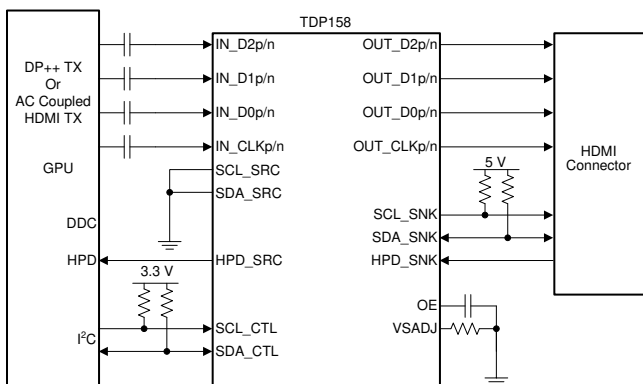 TDP158
DP++ TX
Or
AC Coupled
HDMI TX
GPU
DDC
HPD
I²C
3.3 V
IN_D2p/n
IN_D1p/n
IN_D0p/n
IN_CLKp/n
SCL_SRC
SDA_SRC
HPD_SRC
SCL_CTL
SDA_CTL
OUT_D2p/n
OUT_D1p/n
OUT_D0p/n
OUT_CLKp/n
SCL_SNK
SDA_SNK
HPD_SNK
OE
VSADJ
5 V
HDMI
Connector